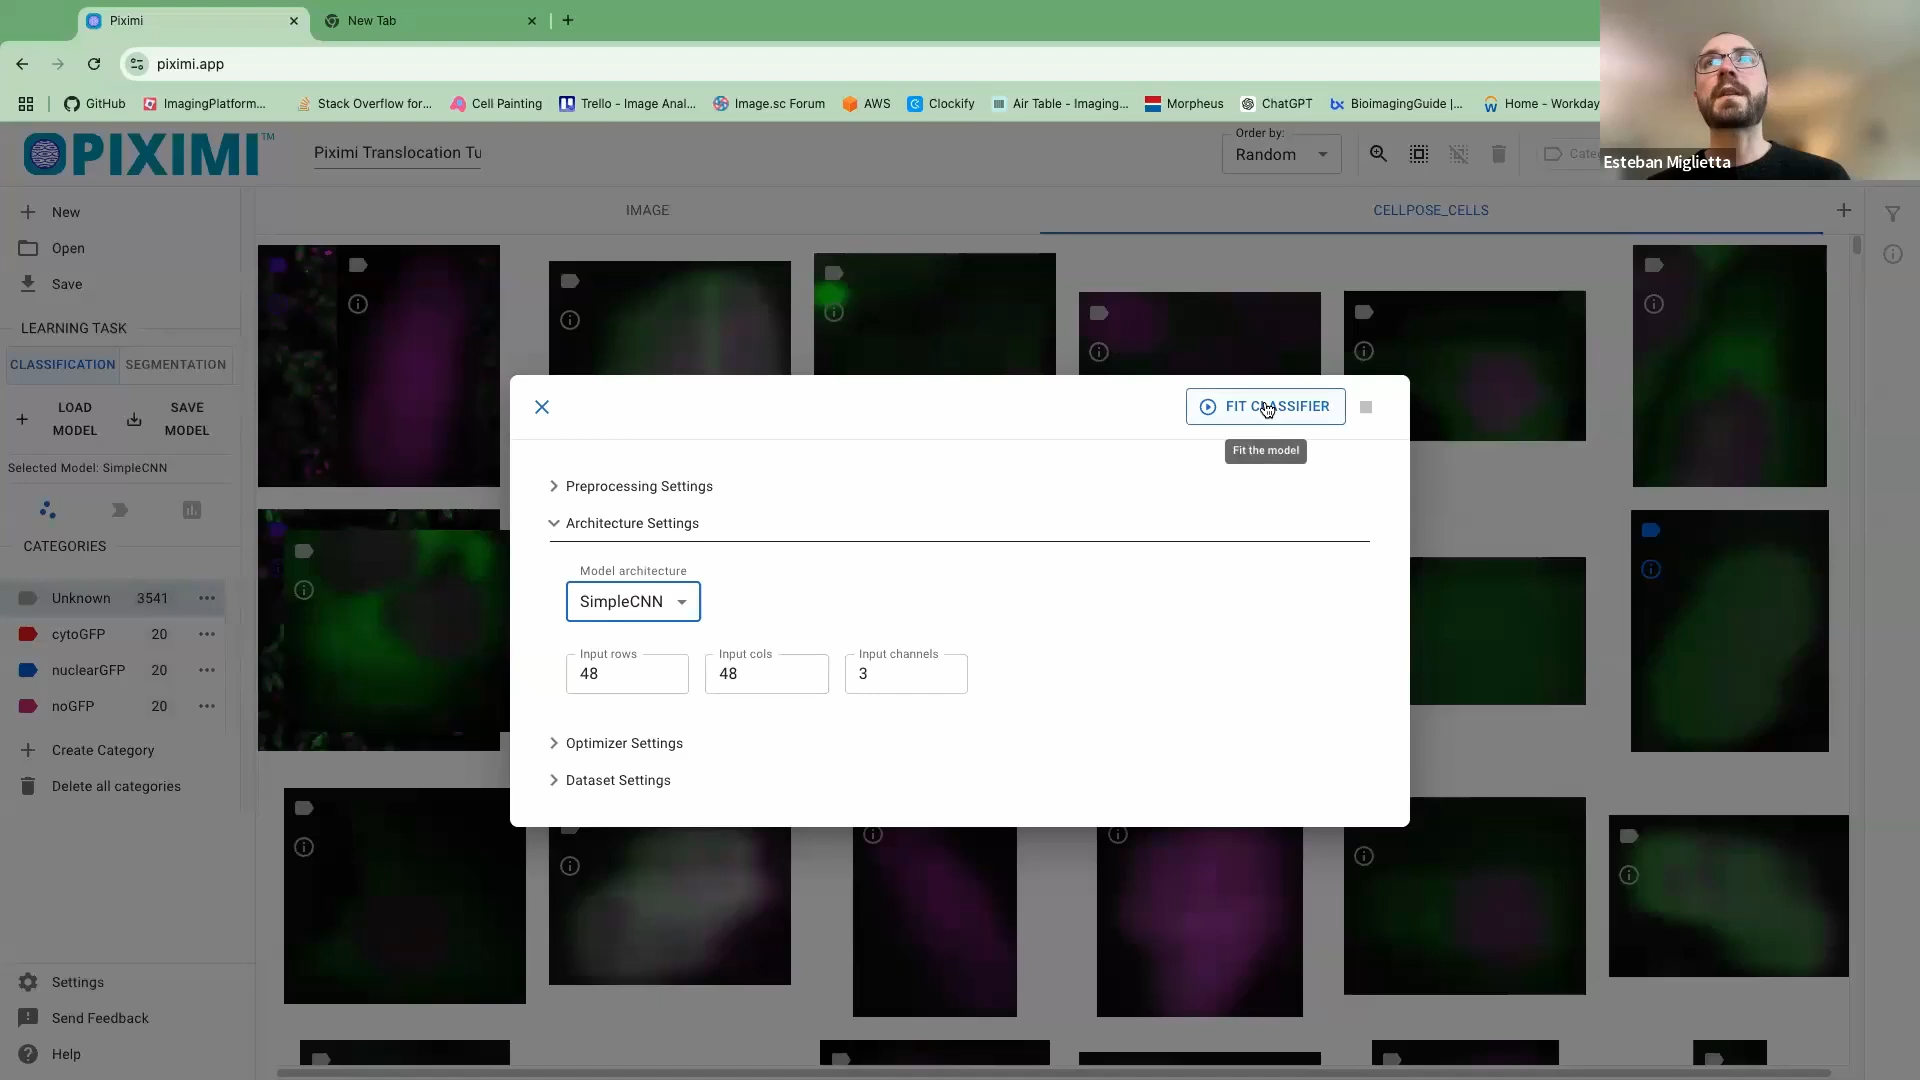 Piximi
New Tab
piximi.app
GitHub
ImagingPlatform...
Stack Overflow for...
Cell Painting
Trello - Image Anal...
Image.sc Forum
AWS
Clockify
Air Table - Imaging...
Morpheus
ChatGPT
BioimagingGuide |...
Home - Workday
Esteban Miglietta
PIXIMI™
Piximi Translocation Tu
Order by:
Random
Cate
New
Open
Save
LEARNING TASK
CLASSIFICATION
SEGMENTATION
LOAD
MODEL
SAVE
MODEL
Selected Model: SimpleCNN
CATEGORIES
Unknown 3541
cytoGFP 20
nuclearGFP 20
noGFP 20
Create Category
Delete all categories
Settings
Send Feedback
Help
IMAGE
CELLPOSE_CELLS
FIT CLASSIFIER
Fit the model
Preprocessing Settings
Architecture Settings
Model architecture
SimpleCNN
Input rows
48
Input cols
48
Input channels
3
Optimizer Settings
Dataset Settings